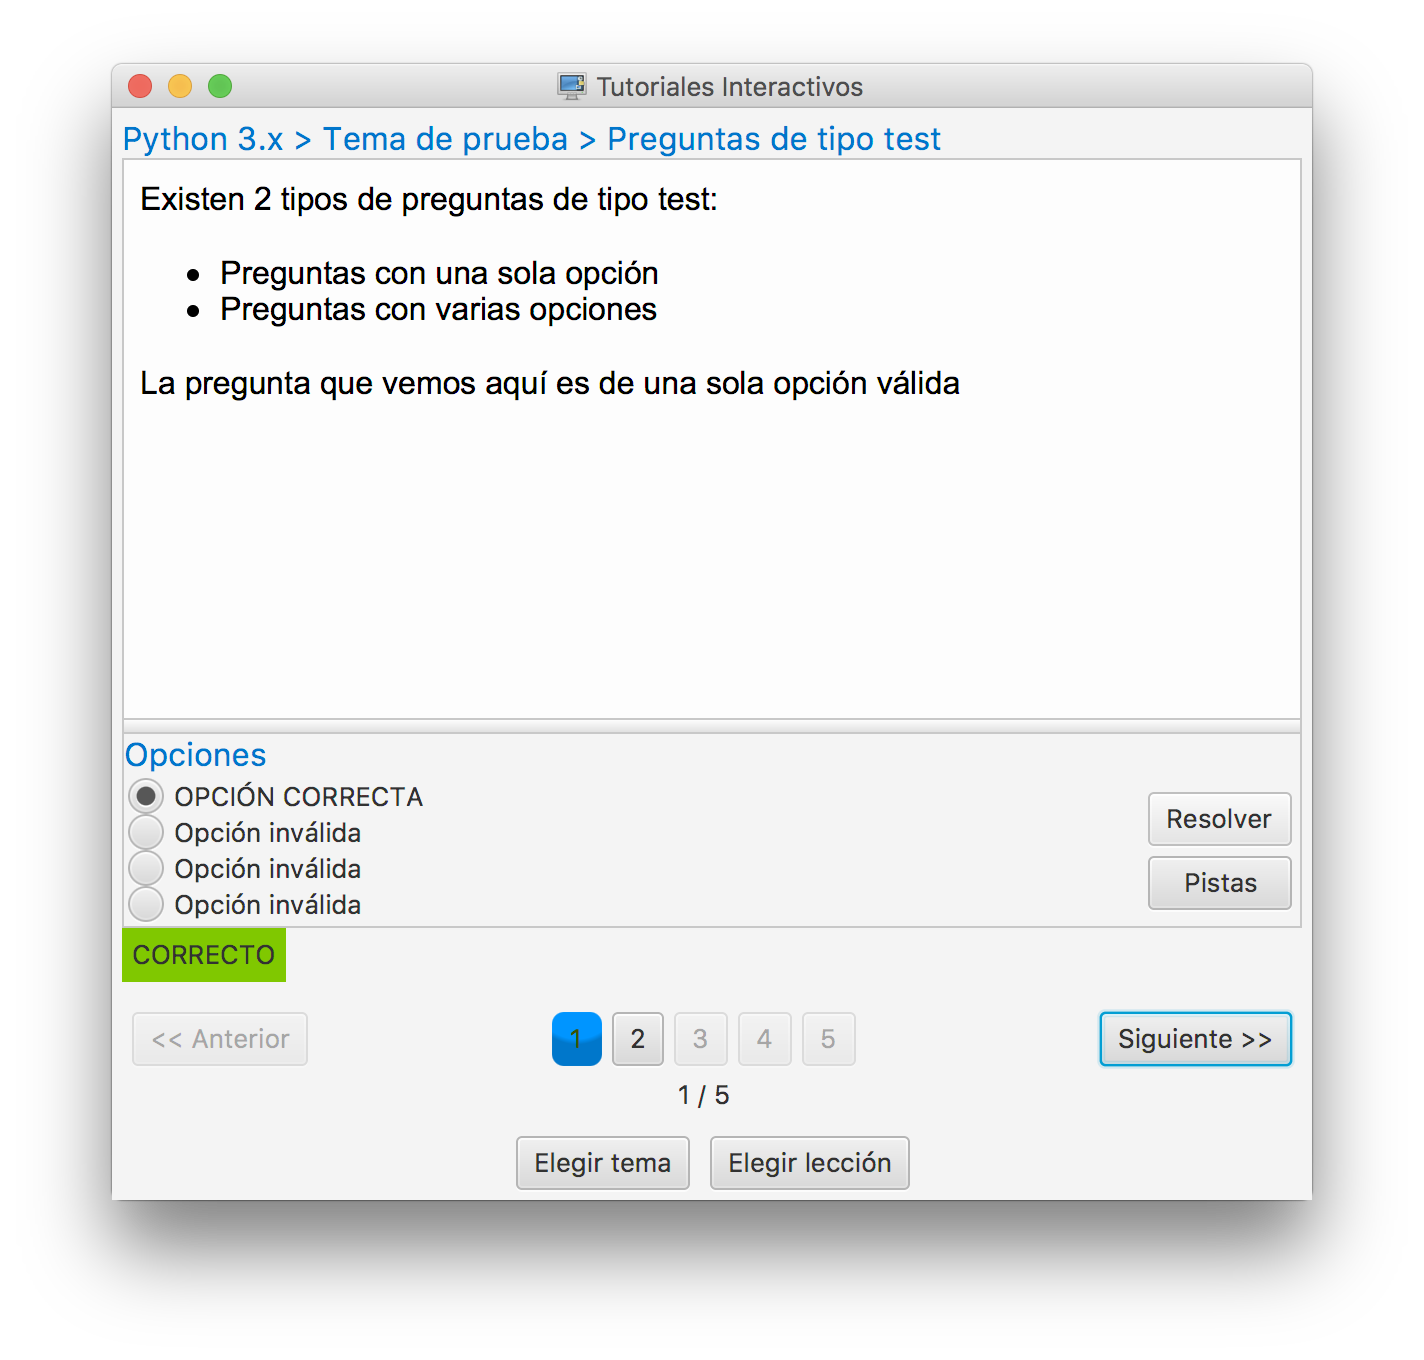 Tutoriales Interactivos
Python 3.x > Tema de prueba > Preguntas de tipo test
Existen 2 tipos de preguntas de tipo test:
• Preguntas con una sola opción
• Preguntas con varias opciones
La pregunta que vemos aquí es de una sola opción válida
Opciones
OPCIÓN CORRECTA
Opción inválida
Opción inválida
Opción inválida
Resolver
Pistas
CORRECTO
<< Anterior 1 2 3 4 5 Siguiente >>
1 / 5
Elegir tema Elegir lección